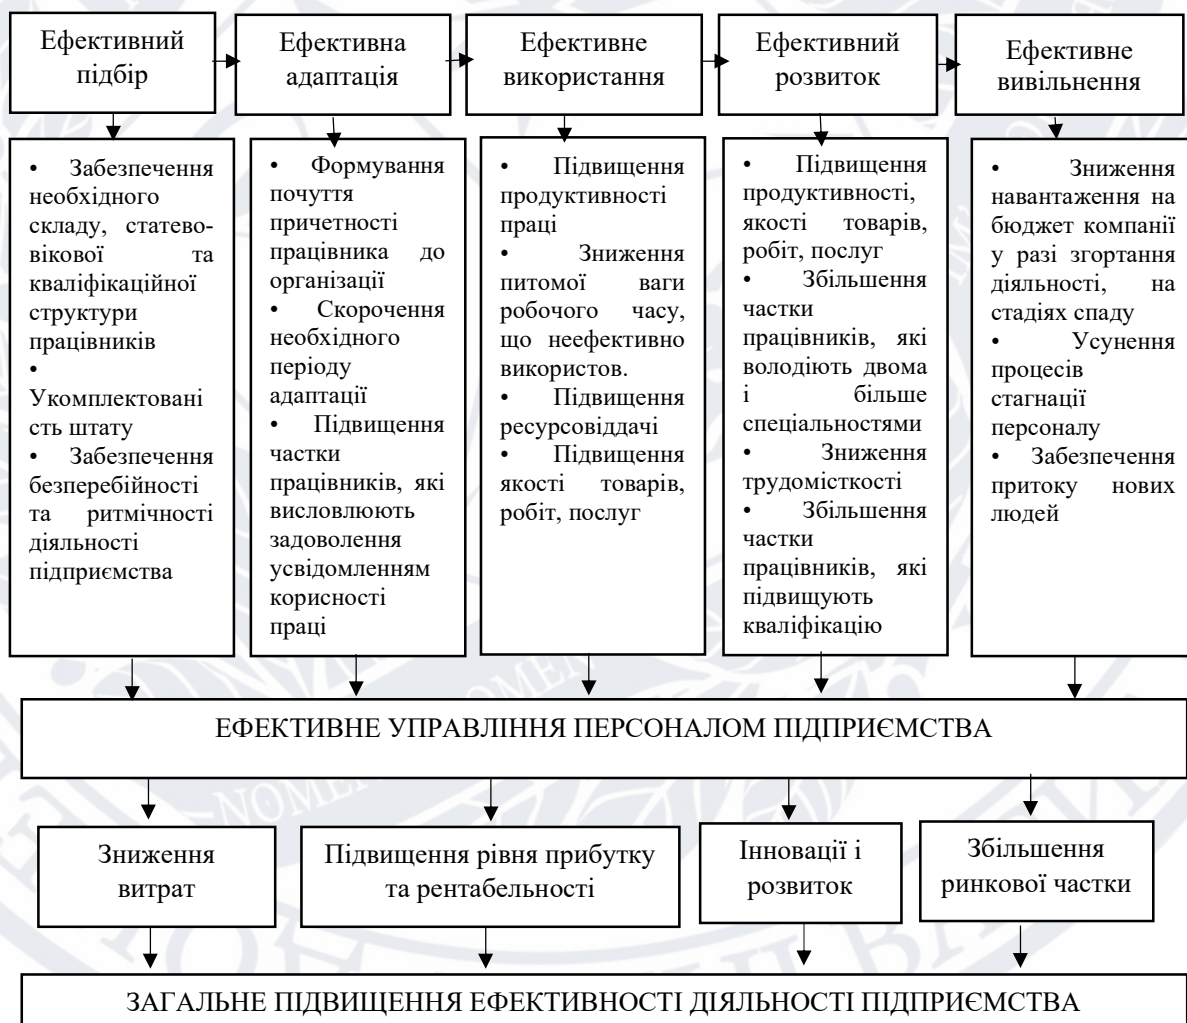 Ефективний
підбір
Ефективна
адаптація
Ефективне
використання
Ефективний
розвиток
Ефективне
вивільнення
• Забезпечення
необхідного
складу, статево-
вікової та
кваліфікаційної
структури
працівників
•
Укомплектовані
сть штату
• Забезпечення
безперебійності
та ритмічності
діяльності
підприємства
• Формування
почуття
причетності
працівника до
організації
• Скорочення
необхідного
періоду
адаптації
• Підвищення
частки
працівників, які
висловлюють
задоволення
усвідомленням
корисності
праці
• Підвищення
продуктивності
праці
• Зниження
питомої ваги
робочого часу,
що неефективно
використов.
• Підвищення
ресурсовіддачі
• Підвищення
якості товарів,
робіт, послуг
• Підвищення
продуктивності,
якості товарів,
робіт, послуг
• Збільшення
частки
працівників, які
володіють двома
і більше
спеціальностями
• Зниження
трудомісткості
• Збільшення
частки
працівників, які
підвищують
кваліфікацію
• Зниження
навантаження на
бюджет компанії
у разі згортання
діяльності, на
стадіях спаду
• Усунення
процесів
стагнації
персоналу
• Забезпечення
притоку нових
людей
ЕФЕКТИВНЕ УПРАВЛІННЯ ПЕРСОНАЛОМ ПІДПРИЄМСТВА
Зниження
витрат
Підвищення рівня прибутку
та рентабельності
Інновації і
розвиток
Збільшення
ринкової частки
ЗАГАЛЬНЕ ПІДВИЩЕННЯ ЕФЕКТИВНОСТІ ДІЯЛЬНОСТІ ПІДПРИЄМСТВА